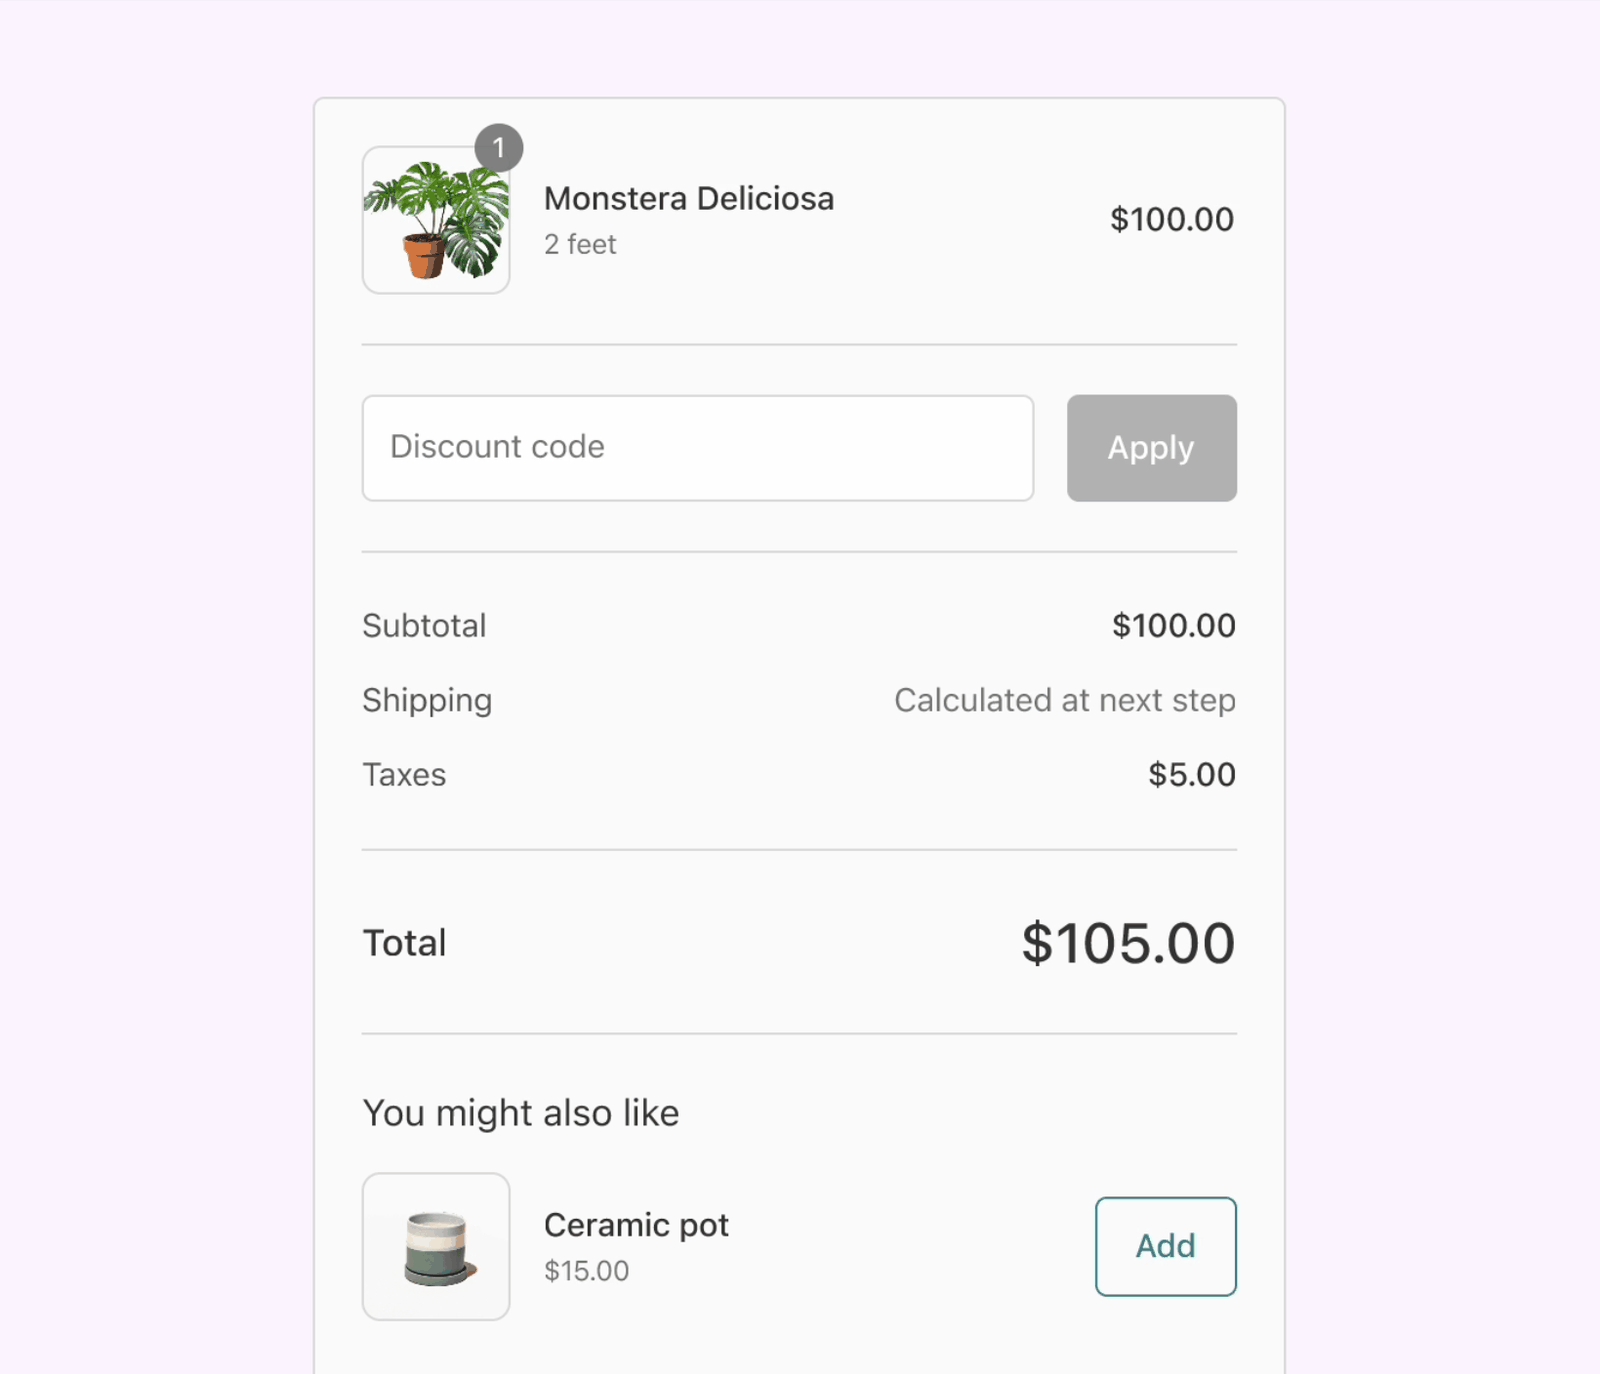 1
Monstera Deliciosa
$100.00
2 feet
Discount code
Apply
Subtotal
$100.00
Shipping
Calculated at next step
Taxes
$5.00
Total
$105.00
You might also like
Ceramic pot
$15.00
Add